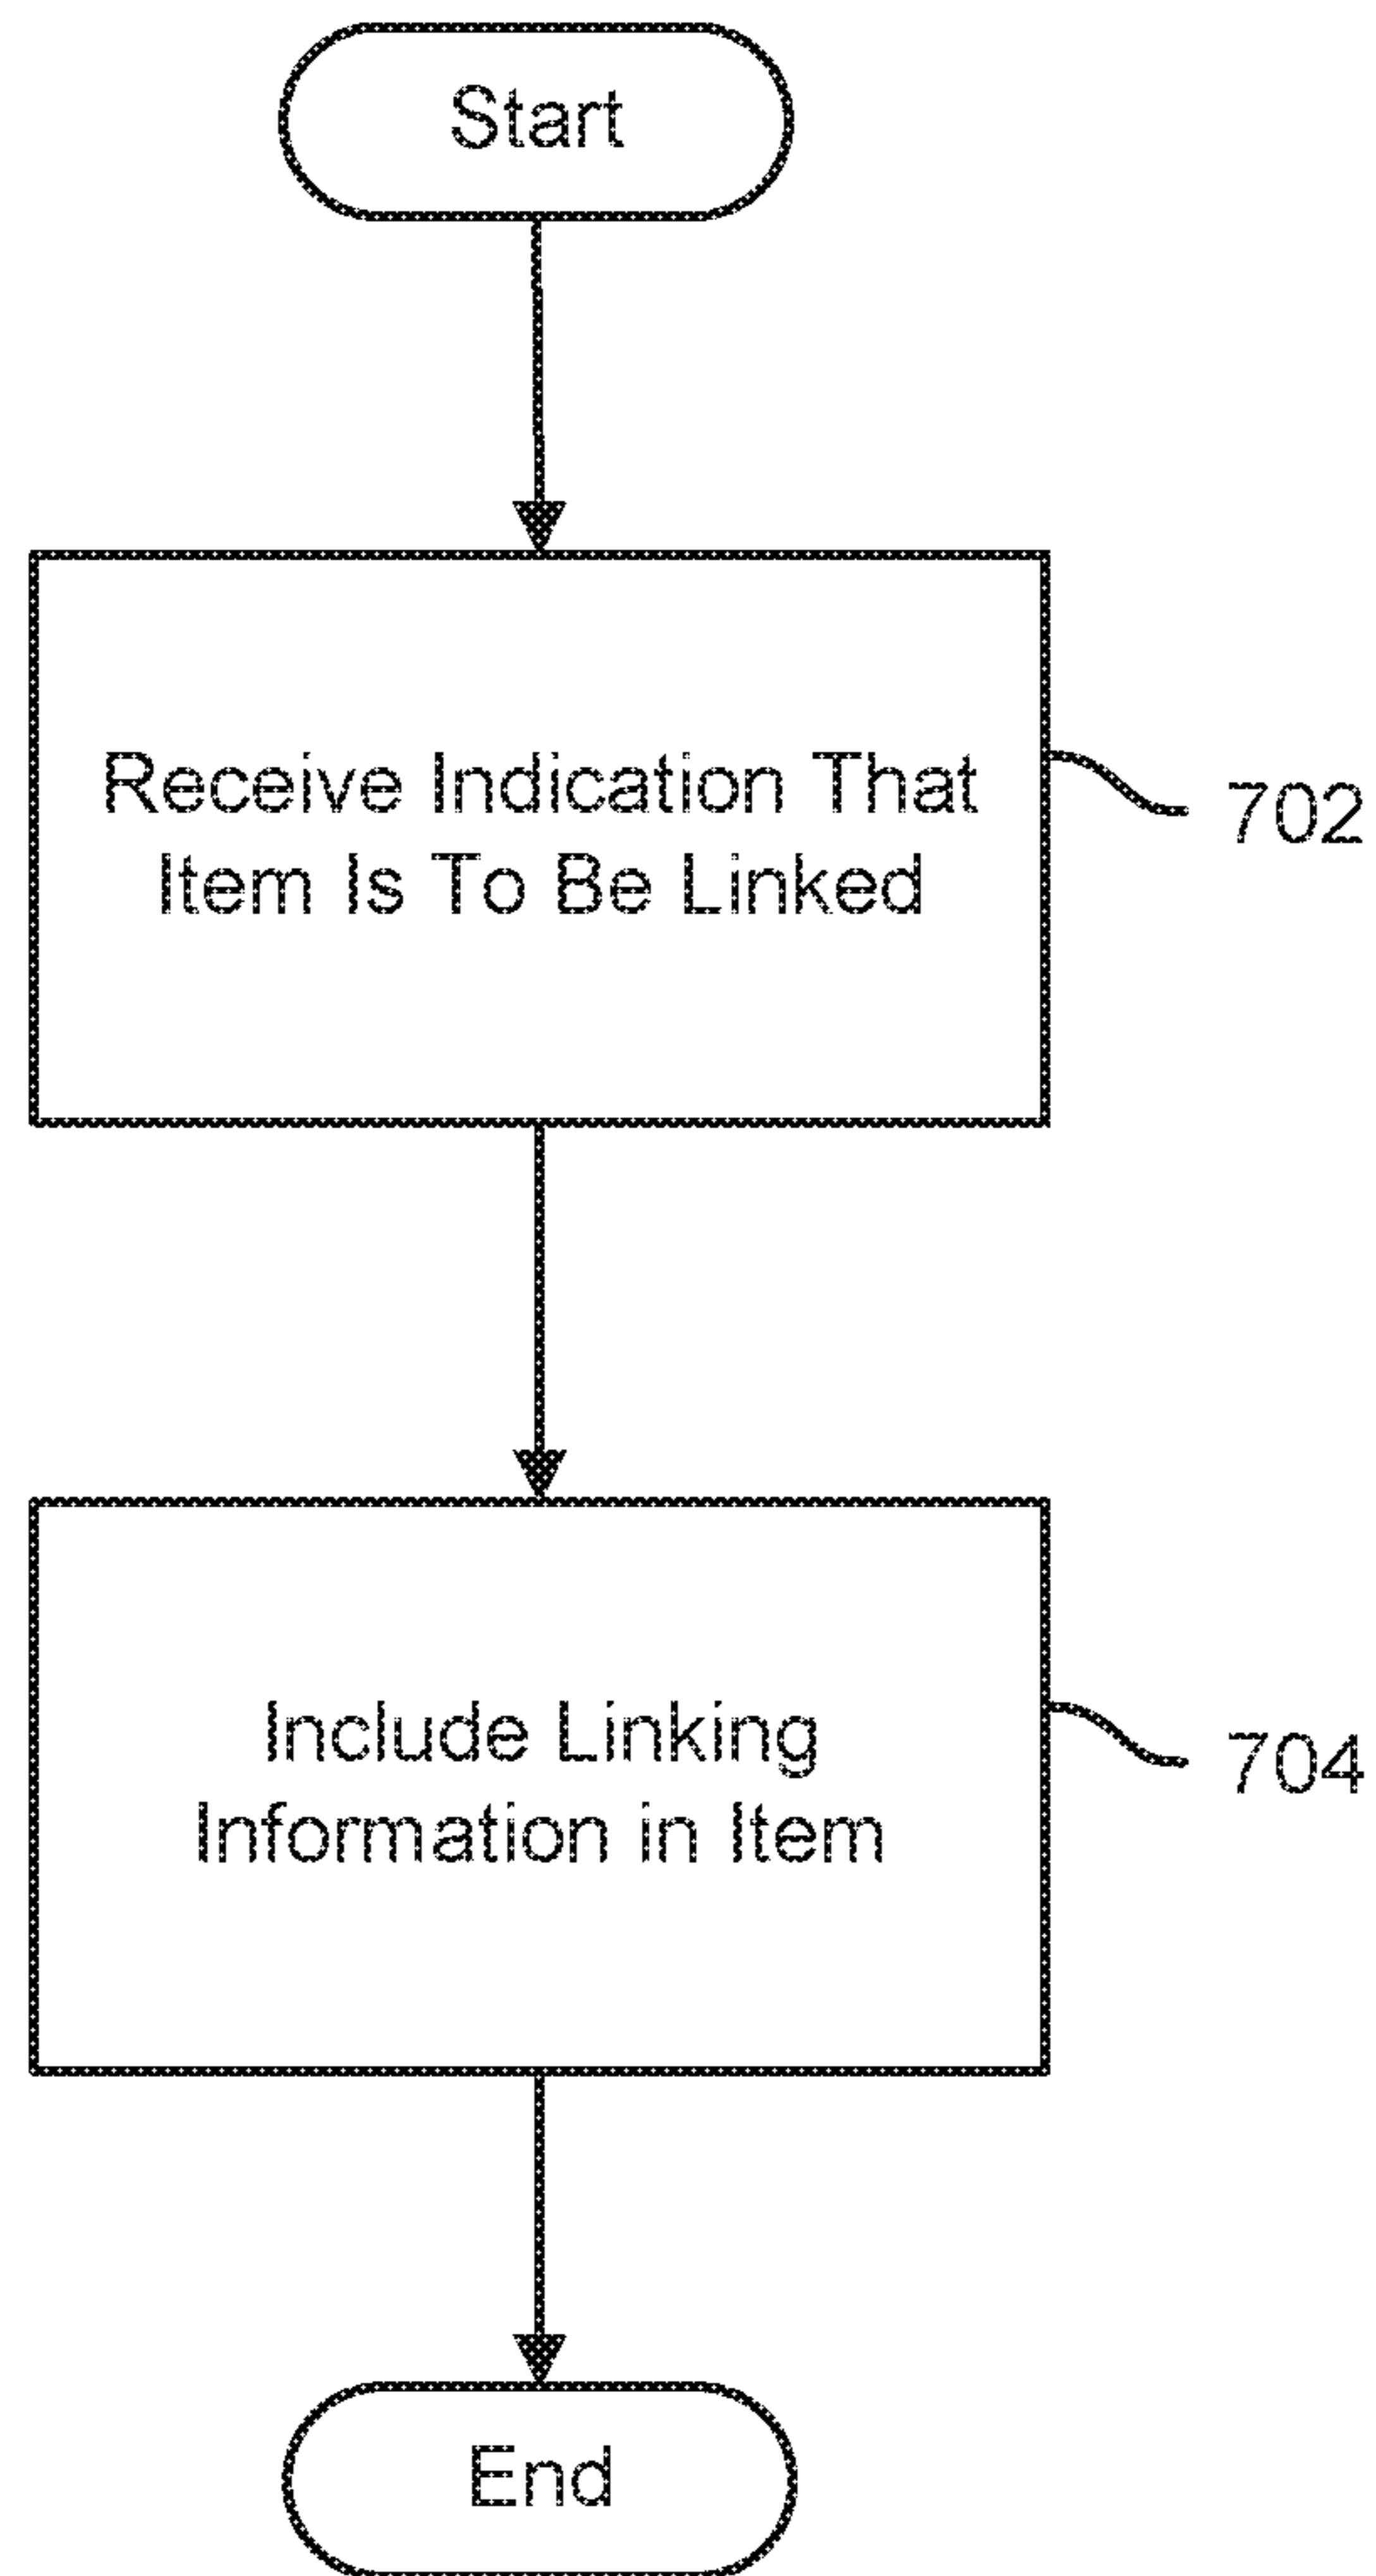 Start
Receive Indication That
Item Is To Be Linked
702
Include Linking
Information in Item
704
End